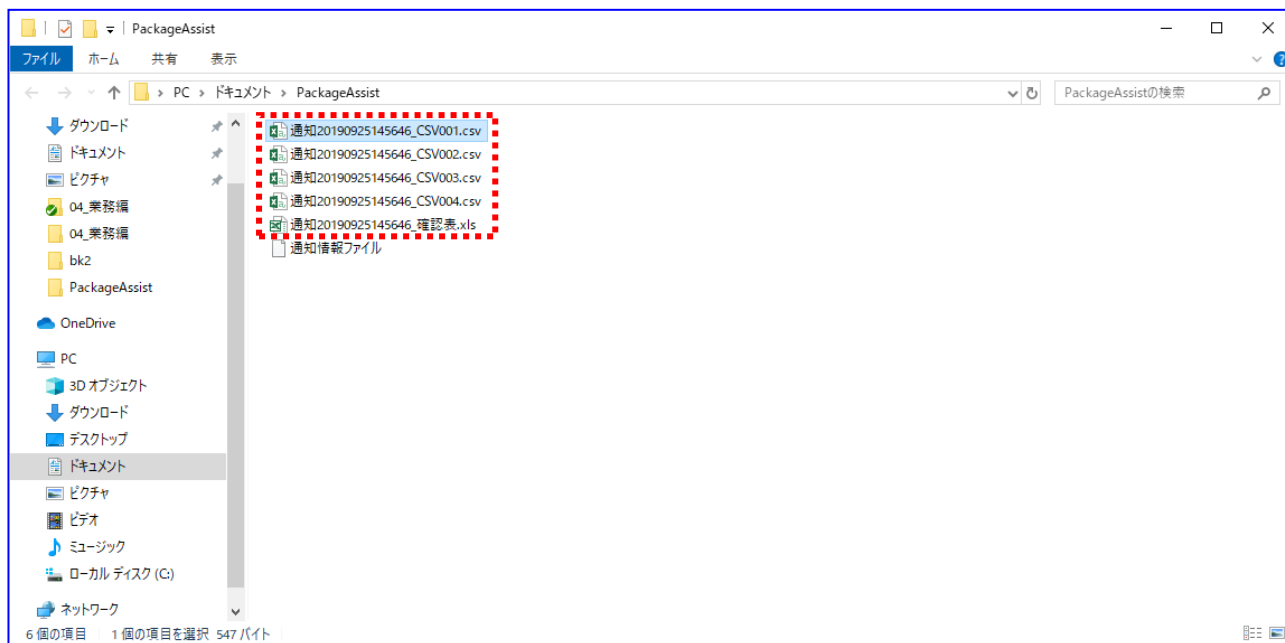 PackageAssist
ファイル ホーム 共有 表示
PC > ドキュメント > PackageAssist
PackageAssistの検索
ダウンロード
ドキュメント
ピクチャ
04_業務編
04_業務編
bk2
PackageAssist
OneDrive
PC
3D オブジェクト
ダウンロード
デスクトップ
ドキュメント
ピクチャ
ビデオ
ミュージック
ローカル ディスク (C:)
ネットワーク
通知20190925145646_CSV001.csv
通知20190925145646_CSV002.csv
通知20190925145646_CSV003.csv
通知20190925145646_CSV004.csv
通知20190925145646_確認表.xls
通知情報ファイル
6 個の項目 1 個の項目を選択 547 バイト